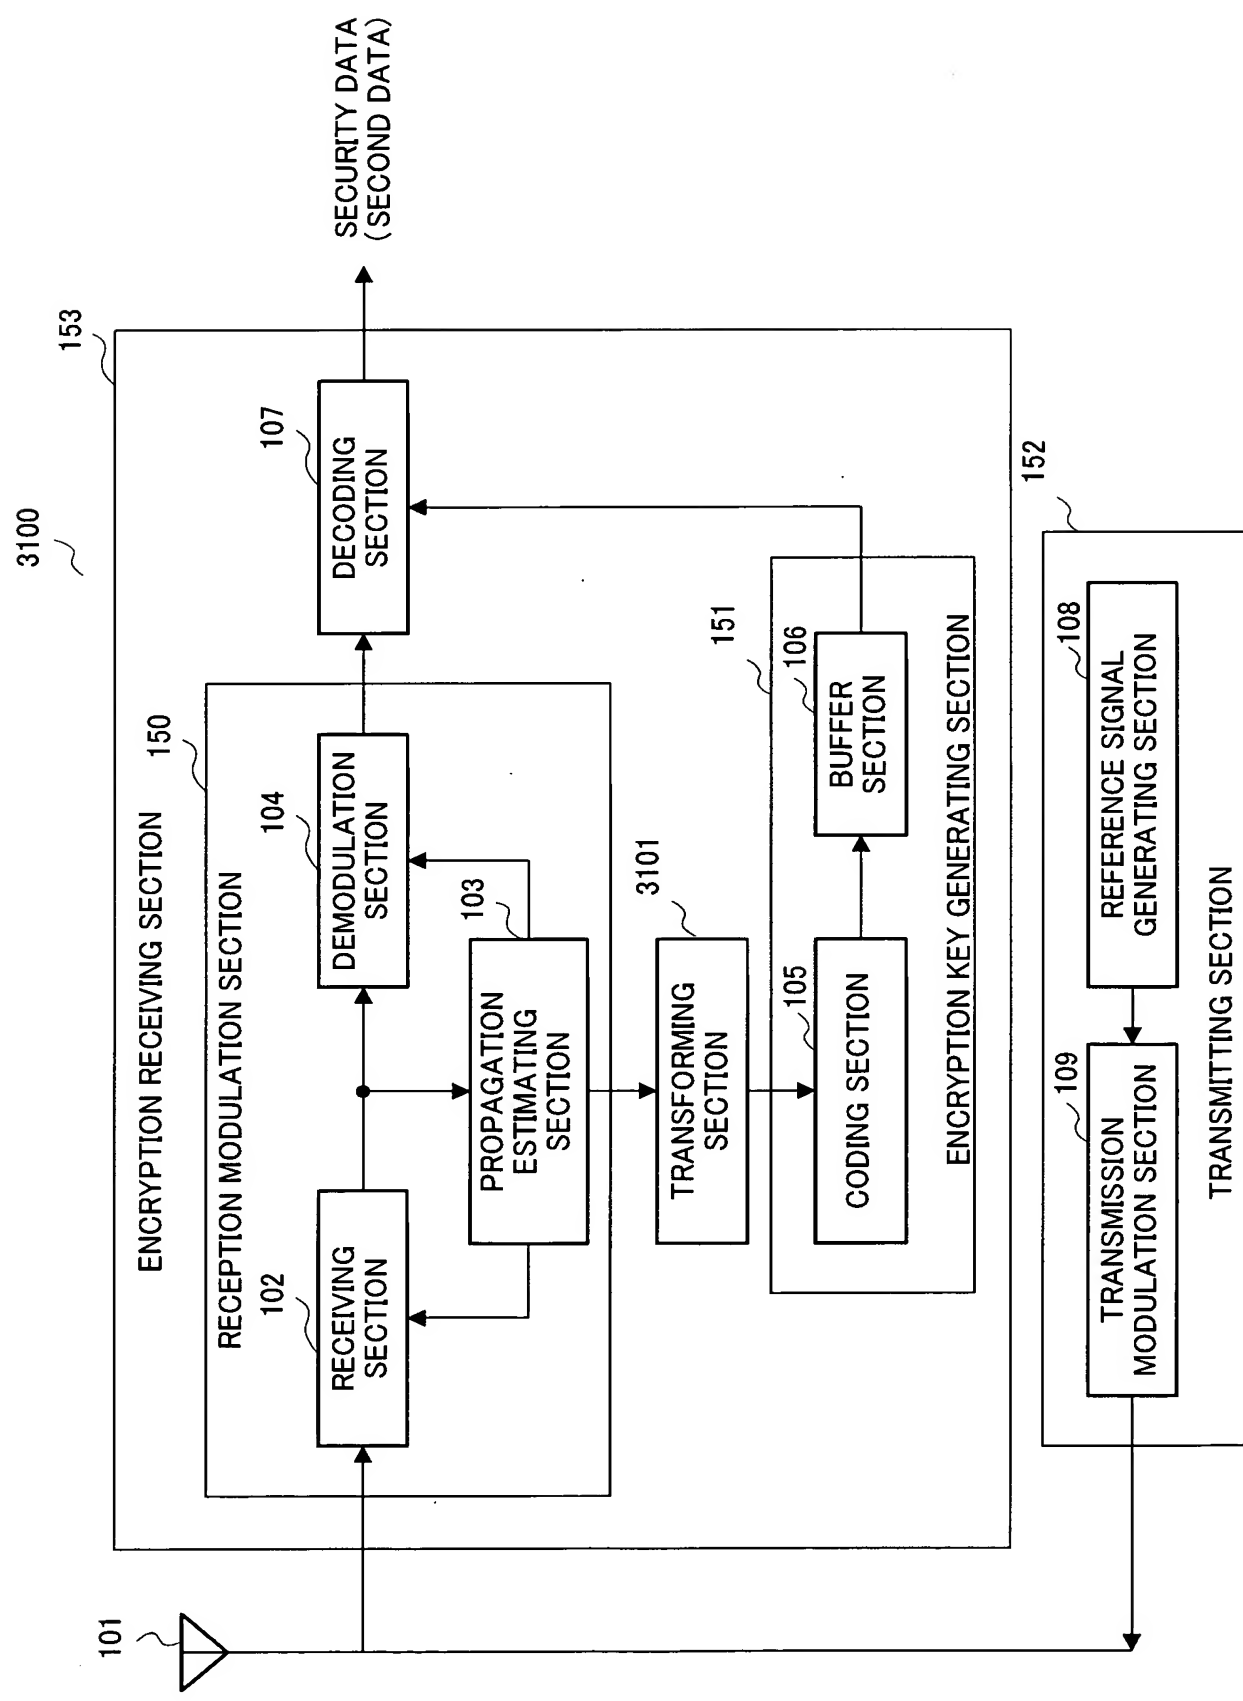 3100
153
ENCRYPTION RECEIVING SECTION
150
RECEPTION MODULATION SECTION
101
102
RECEIVING
SECTION
104
DEMODULATION
SECTION
107
DECODING
SECTION
SECURITY DATA
(SECOND DATA)
103
PROPAGATION
ESTIMATING
SECTION
3101
TRANSFORMING
SECTION
151
105
CODING SECTION
106
BUFFER
SECTION
ENCRYPTION KEY GENERATING SECTION
152
109
TRANSMISSION
MODULATION SECTION
108
REFERENCE SIGNAL
GENERATING SECTION
TRANSMITTING SECTION